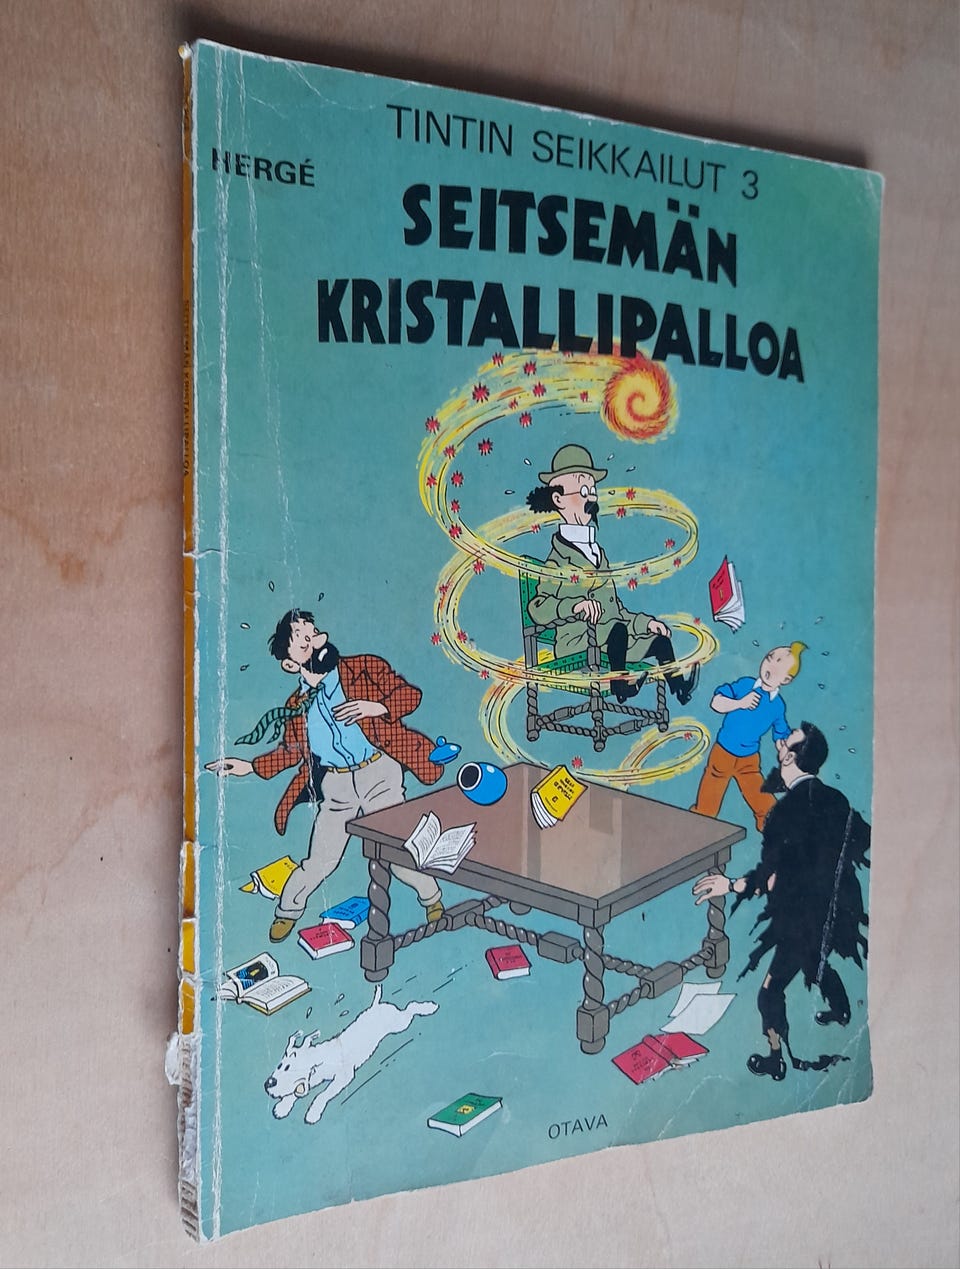 TINTIN SEIKKAILUT 3
HERGÉ
SEITSEMÄN
KRISTALLIPALLOA
OTAVA
SEITSEMÄN KRISTALLIPALLOA